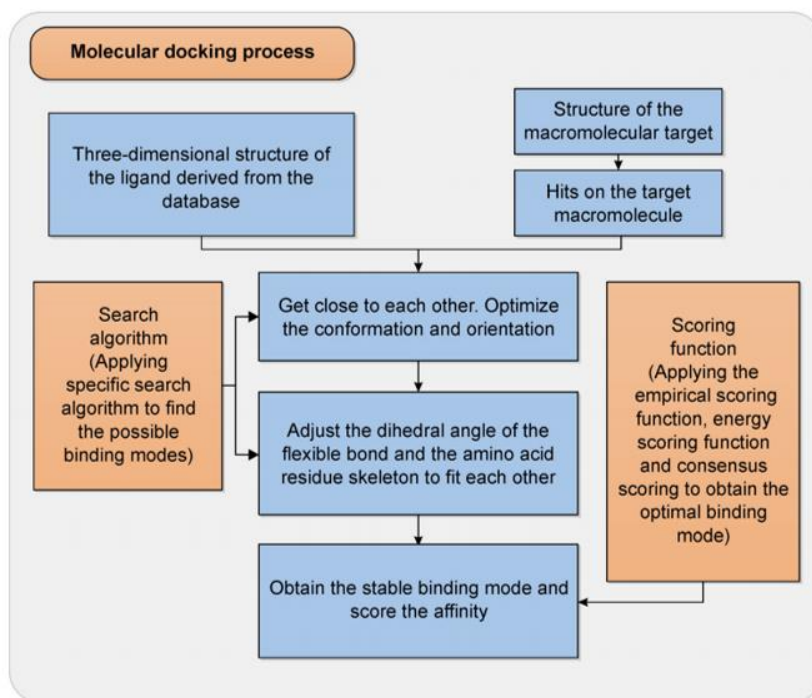 Molecular docking process
Three-dimensional structure of
the ligand derived from the
database
Structure of the
macromolecular target
Hits on the target
macromolecule
Search
algorithm
(Applying
specific search
algorithm to find
the possible
binding modes)
Get close to each other. Optimize
the conformation and orientation
Adjust the dihedral angle of the
flexible bond and the amino acid
residue skeleton to fit each other
Scoring
function
(Applying the
empirical scoring
function, energy
scoring function
and consensus
scoring to obtain the
optimal binding
mode)
Obtain the stable binding mode and
score the affinity